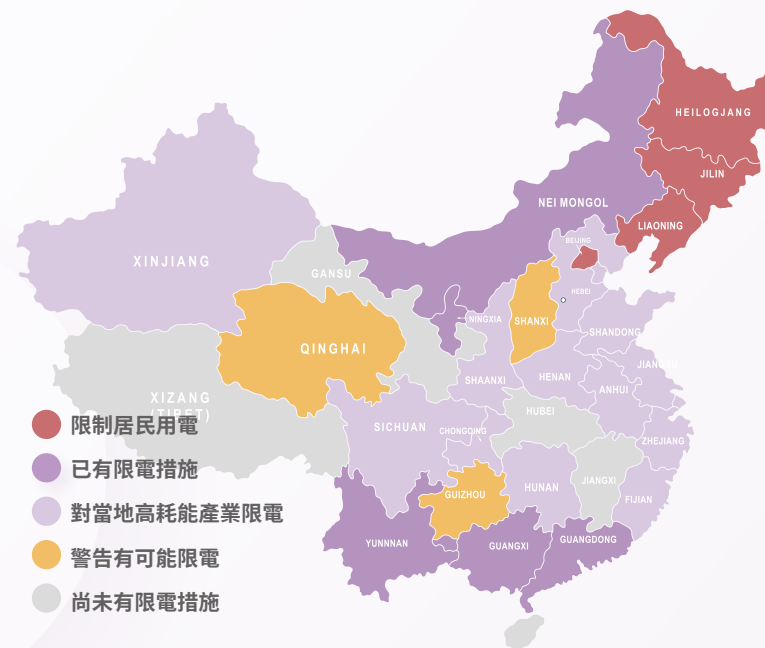 HEILOGJANG
JILIN
NEI MONGOL
LIAONING
BEIJING
XINJIANG
GANSU
HEBEI
NINGXIA
SHANXI
SHANDONG
QINGHAI
JIANGSU
SHAANXI
HENAN
ANHUI
XIZANG
(TIBET)
HUBEI
SICHUAN
CHONGQING
ZHEJIANG
限制居民用電
已有限電措施
JIANGXI
HUNAN
GUIZHOU
FIJIAN
對當地高耗能產業限電
GUANGDONG
YUNNNAN
GUANGXI
警告有可能限電
尚未有限電措施